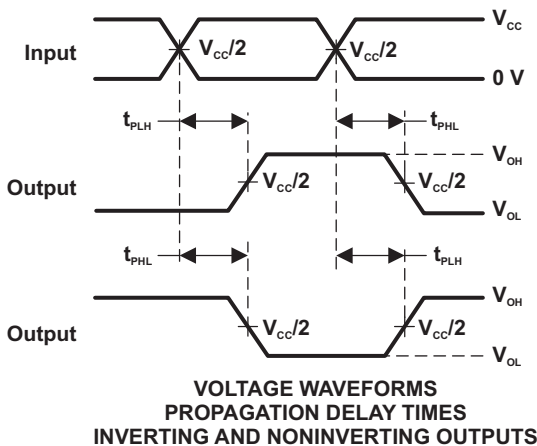 V_CC
Input
V_CC/2
V_CC/2
0 V
t_PLH
t_PHL
V_OH
Output
V_CC/2
V_CC/2
V_OL
t_PHL
t_PLH
V_OH
Output
V_CC/2
V_CC/2
V_OL
VOLTAGE WAVEFORMS
PROPAGATION DELAY TIMES
INVERTING AND NONINVERTING OUTPUTS